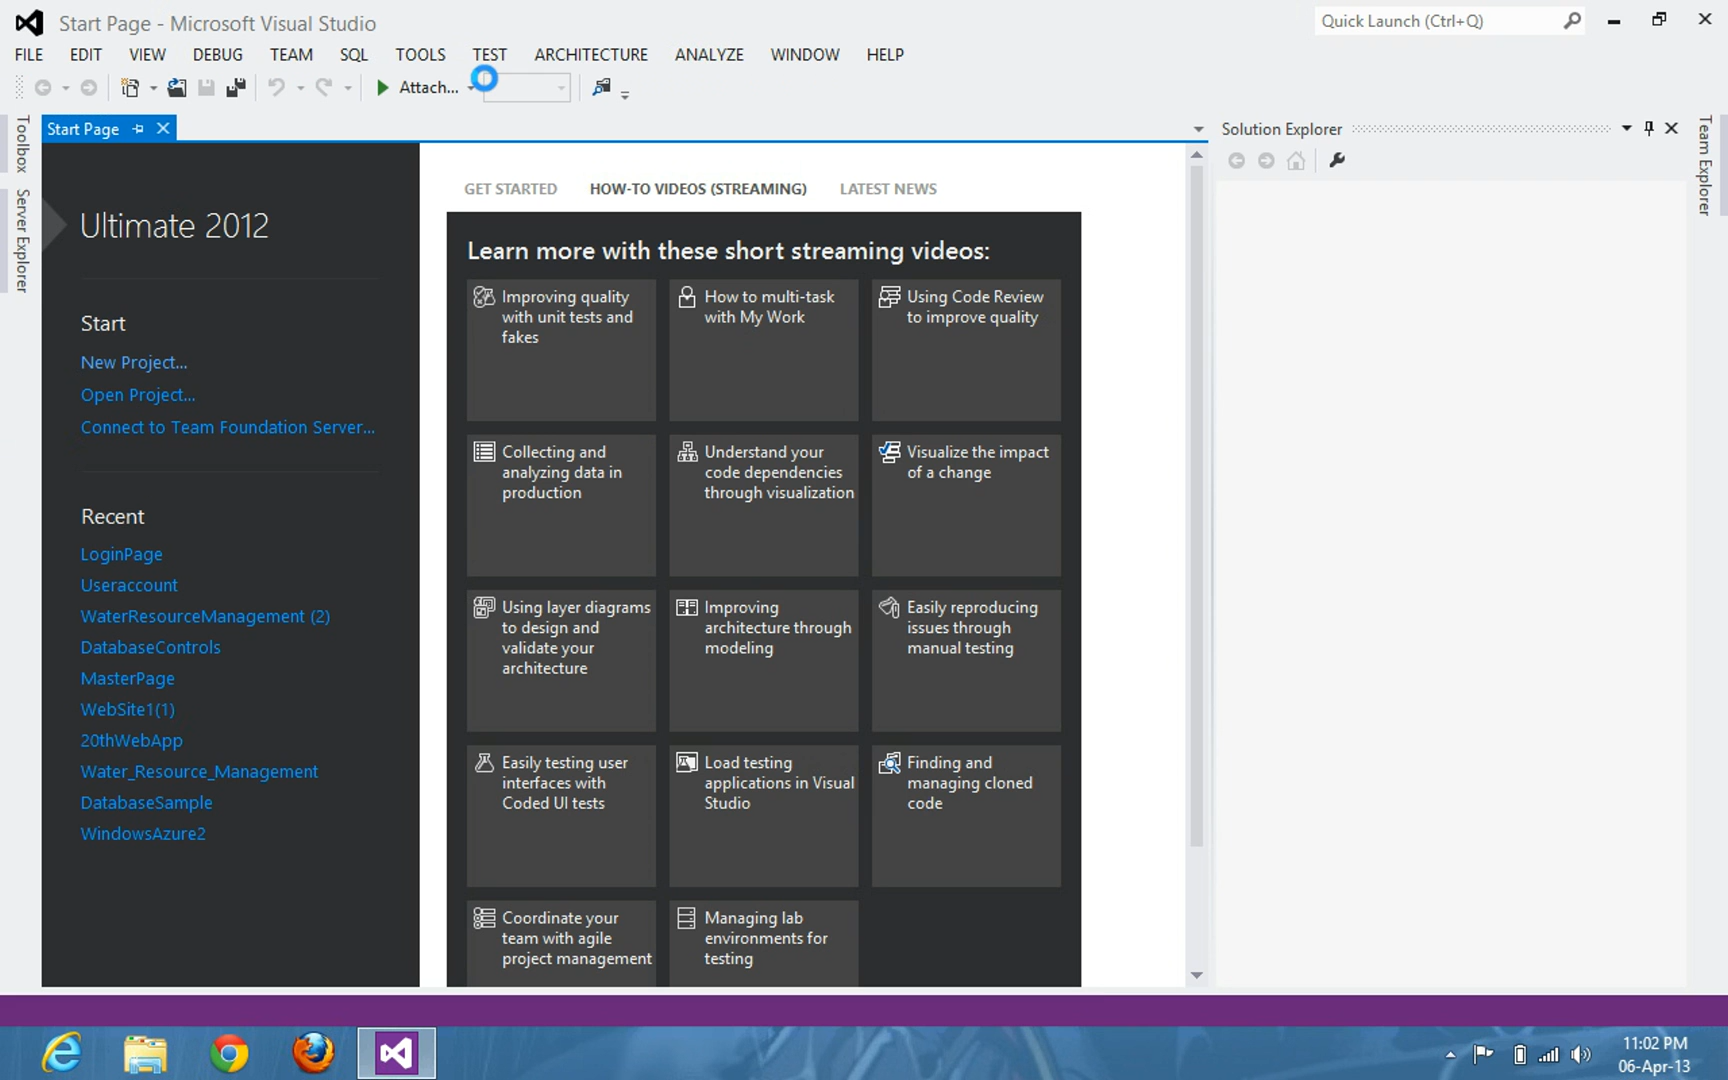 Start Page - Microsoft Visual Studio
Quick Launch (Ctrl+Q)
FILE EDIT VIEW DEBUG TEAM SQL TOOLS TEST ARCHITECTURE ANALYZE WINDOW HELP
Attach...
Toolbox
Server Explorer
Start Page
Ultimate 2012
Start
New Project...
Open Project...
Connect to Team Foundation Server...
Recent
LoginPage
Useraccount
WaterResourceManagement (2)
DatabaseControls
MasterPage
WebSite1(1)
20thWebApp
Water_Resource_Management
DatabaseSample
WindowsAzure2
GET STARTED HOW-TO VIDEOS (STREAMING) LATEST NEWS
Learn more with these short streaming videos:
Improving quality
with unit tests and
fakes
How to multi-task
with My Work
Using Code Review
to improve quality
Collecting and
analyzing data in
production
Understand your
code dependencies
through visualization
Visualize the impact
of a change
Using layer diagrams
to design and
validate your
architecture
Improving
architecture through
modeling
Easily reproducing
issues through
manual testing
Easily testing user
interfaces with
Coded UI tests
Load testing
applications in Visual
Studio
Finding and
managing cloned
code
Coordinate your
team with agile
project management
Managing lab
environments for
testing
Solution Explorer
Team Explorer
11:02 PM
06-Apr-13